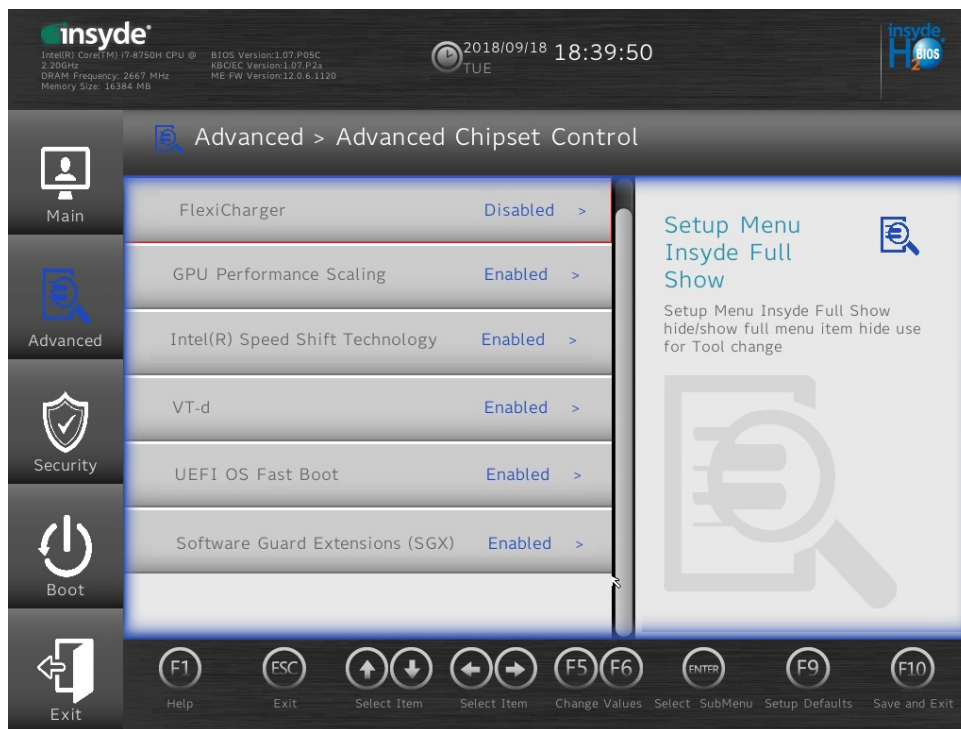 insyde
Intel(R) Core(TM) i7-8750H CPU @
2.20GHz
DRAM Frequency: 2667 MHz
Memory Size: 16384 MB
BIOS Version:1.07.P05C
KBC/EC Version:1.07.P2a
ME FW Version:12.0.6.1120
2018/09/18 18:39:50
TUE
insyde
H2
BIOS
Advanced > Advanced Chipset Control
Main
Advanced
Security
Boot
Exit
FlexiCharger Disabled >
GPU Performance Scaling Enabled >
Intel(R) Speed Shift Technology Enabled >
VT-d Enabled >
UEFI OS Fast Boot Enabled >
Software Guard Extensions (SGX) Enabled >
Setup Menu
Insyde Full
Show
Setup Menu Insyde Full Show
hide/show full menu item hide use
for Tool change
F1 Help
ESC Exit
Select Item
Select Item
F5 F6 Change Values
ENTER Select SubMenu
F9 Setup Defaults
F10 Save and Exit